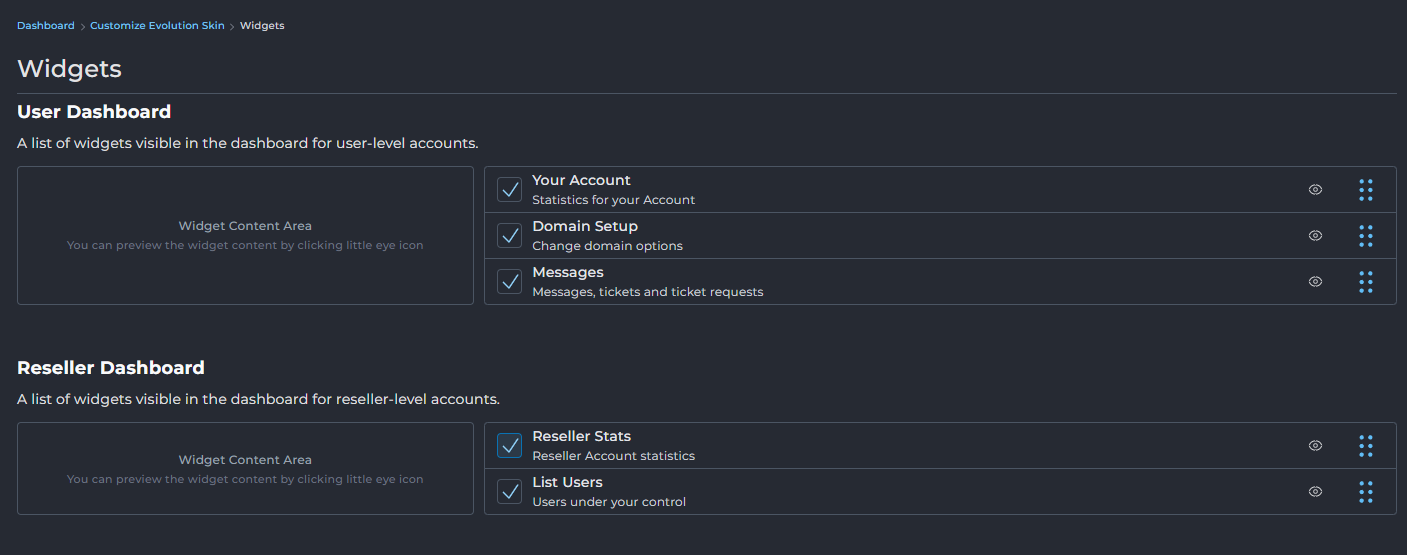 Dashboard > Customize Evolution Skin > Widgets
Widgets
User Dashboard
A list of widgets visible in the dashboard for user-level accounts.
Widget Content Area
You can preview the widget content by clicking little eye icon
Your Account
Statistics for your Account
Domain Setup
Change domain options
Messages
Messages, tickets and ticket requests
Reseller Dashboard
A list of widgets visible in the dashboard for reseller-level accounts.
Widget Content Area
You can preview the widget content by clicking little eye icon
Reseller Stats
Reseller Account statistics
List Users
Users under your control